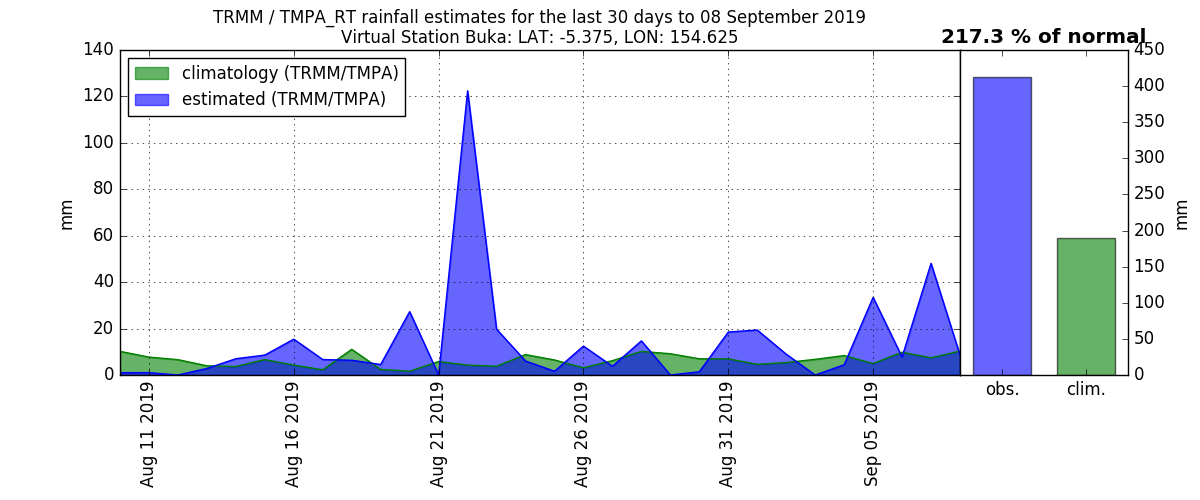 TRMM / TMPA_RT rainfall estimates for the last 30 days to 08 September 2019
Virtual Station Buka: LAT: -5.375, LON: 154.625
217.3 % of normal
climatology (TRMM/TMPA)
estimated (TRMM/TMPA)
mm
140
120
100
80
60
40
20
0
Aug 11 2019
Aug 16 2019
Aug 21 2019
Aug 26 2019
Aug 31 2019
Sep 05 2019
450
400
350
300
250
200
150
100
50
0
mm
obs.
clim.